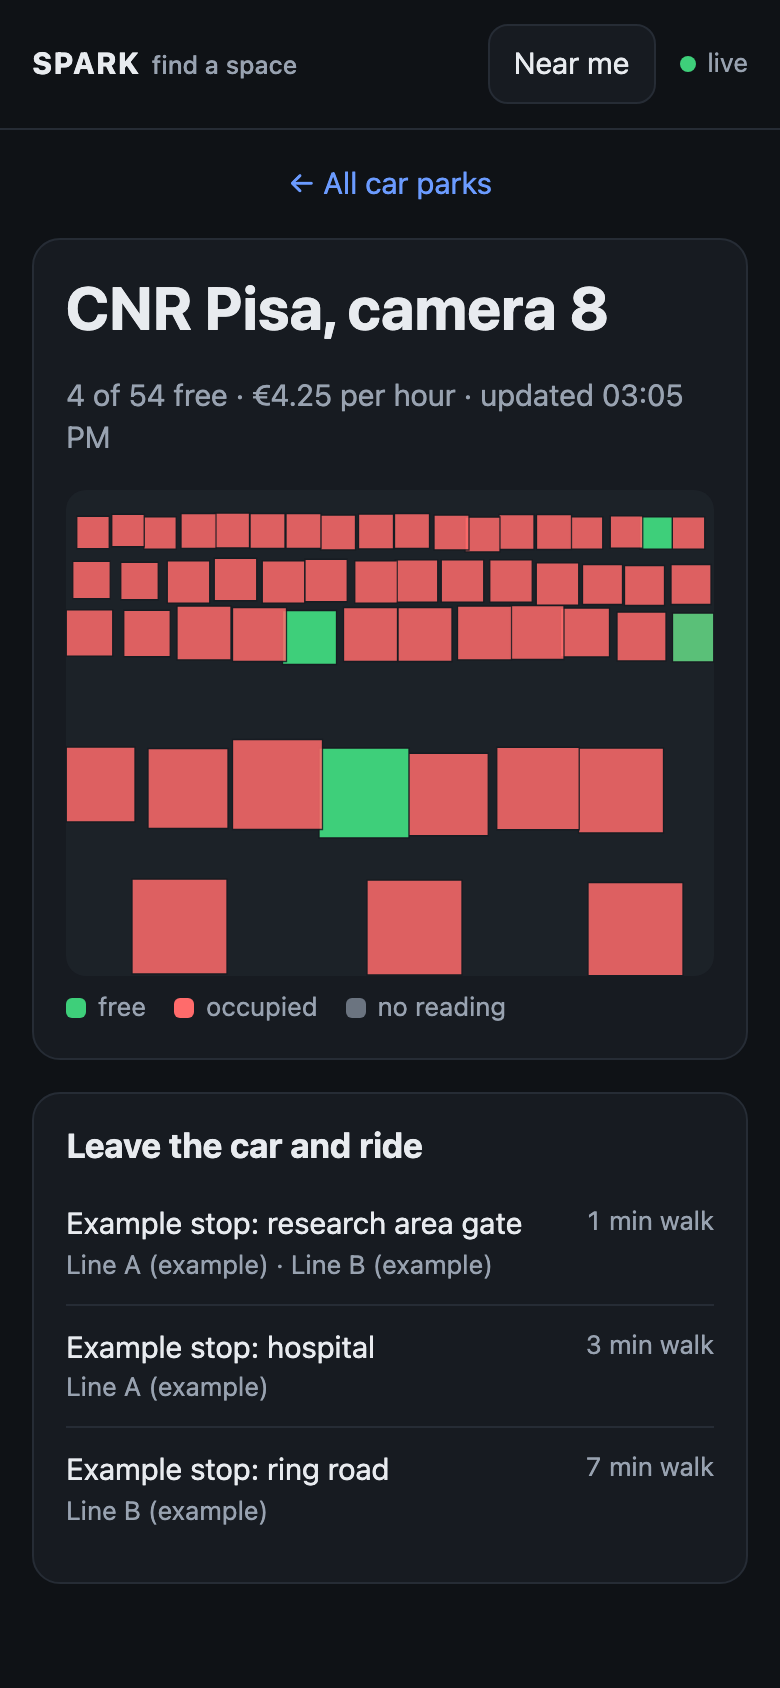 SPARK find a space
Near me
live
← All car parks
CNR Pisa, camera 8
4 of 54 free · €4.25 per hour · updated 03:05
PM
free
occupied
no reading
Leave the car and ride
Example stop: research area gate
1 min walk
Line A (example) · Line B (example)
Example stop: hospital
3 min walk
Line A (example)
Example stop: ring road
7 min walk
Line B (example)